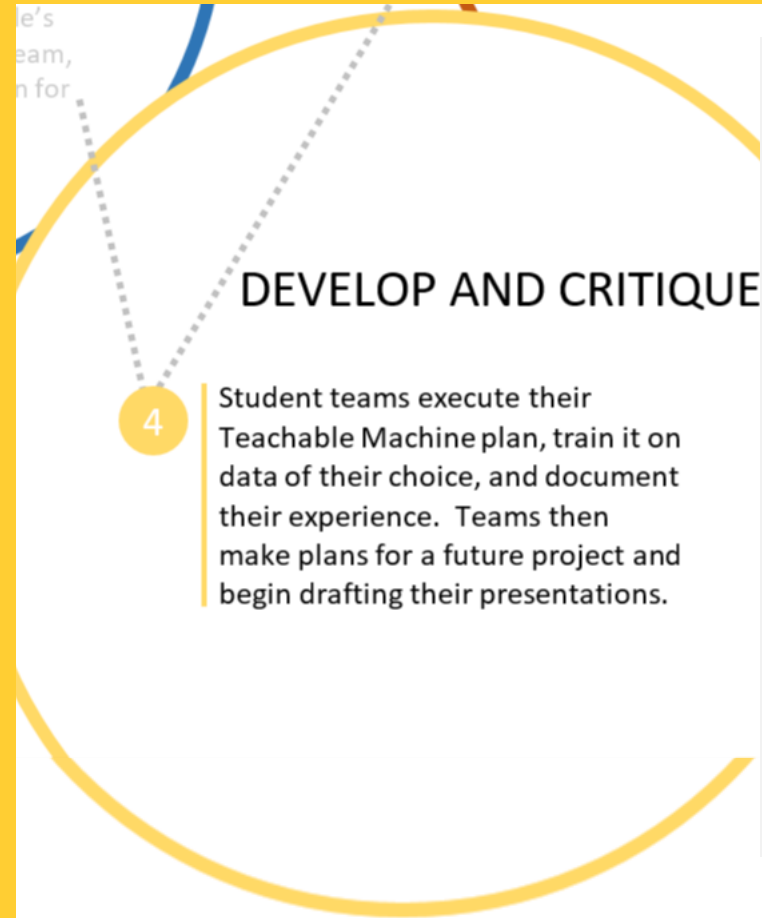 le's
eam,
n for
DEVELOP AND CRITIQUE
4
Student teams execute their
Teachable Machine plan, train it on
data of their choice, and document
their experience.  Teams then
make plans for a future project and
begin drafting their presentations.